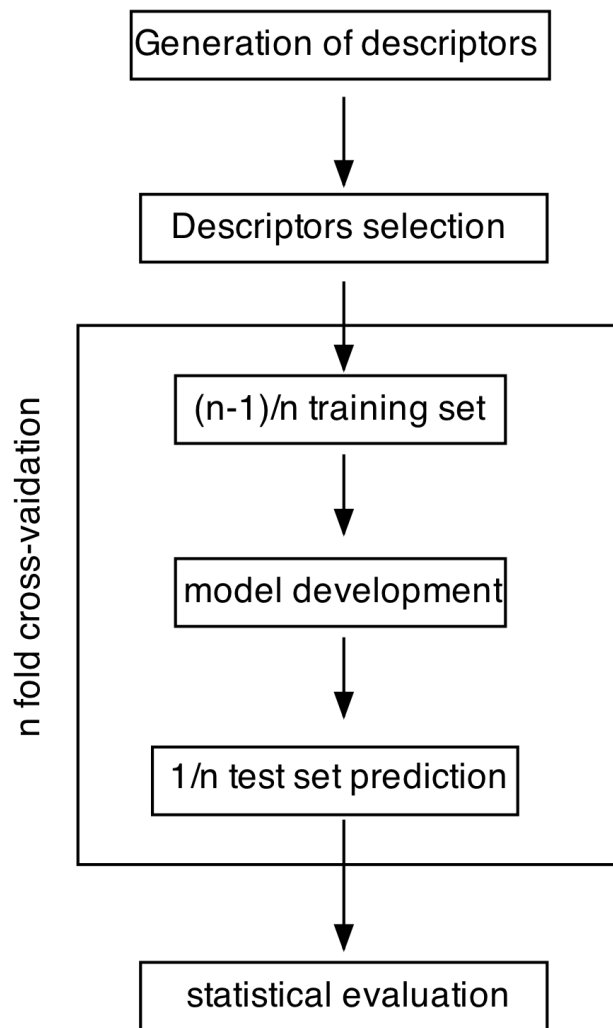 Generation of descriptors
Descriptors selection
n fold cross-vaidation
(n-1)/n training set
model development
1/n test set prediction
statistical evaluation